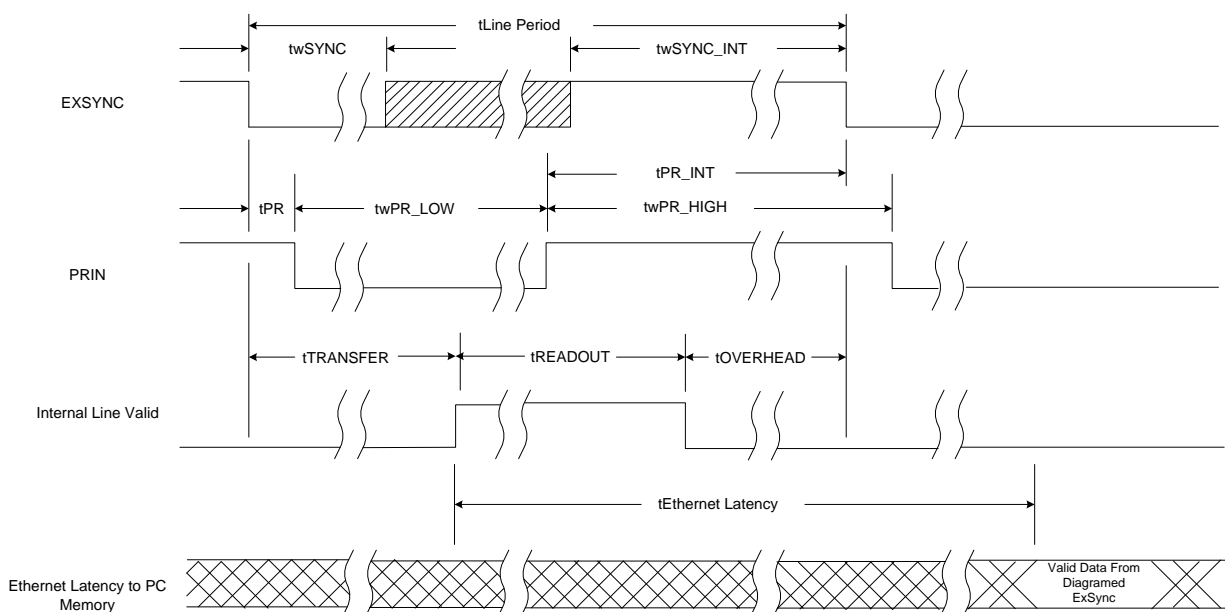 tLine Period
twSYNC
twSYNC_INT
EXSYNC
tPR_INT
tPR
twPR_LOW
twPR_HIGH
PRIN
tTRANSFER
tREADOUT
tOVERHEAD
Internal Line Valid
tEthernet Latency
Ethernet Latency to PC
Memory
Valid Data From
Diagramed
ExSync